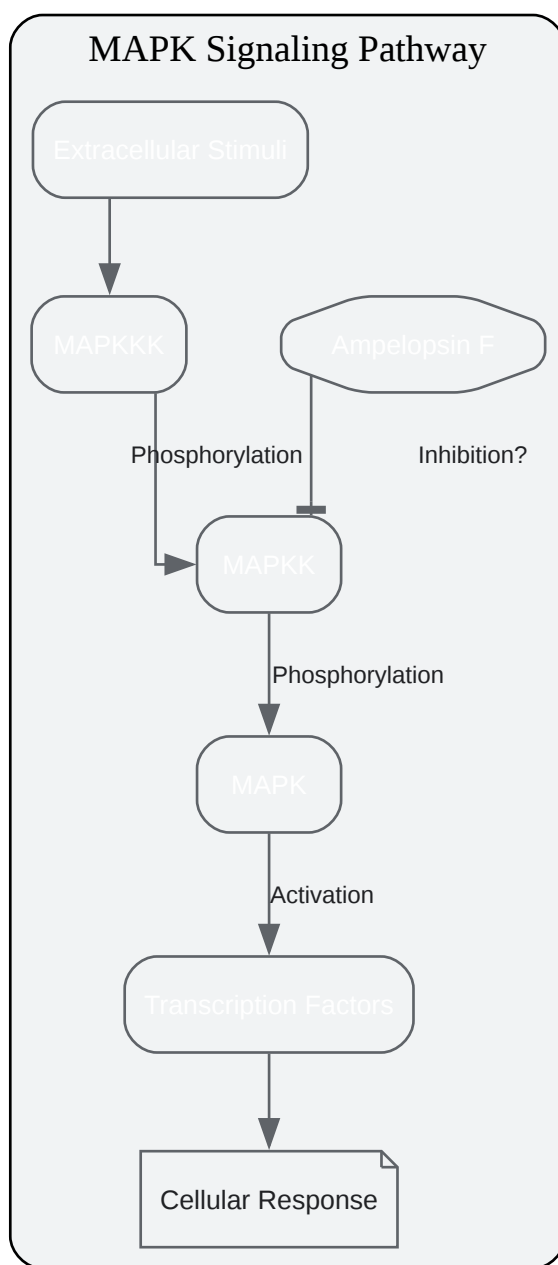 MAPK Signaling Pathway
Extracellular Stimuli
MAPKKK
Ampelopsin F
Phosphorylation
Inhibition?
MAPKK
Phosphorylation
MAPK
Activation
Transcription Factors
Cellular Response